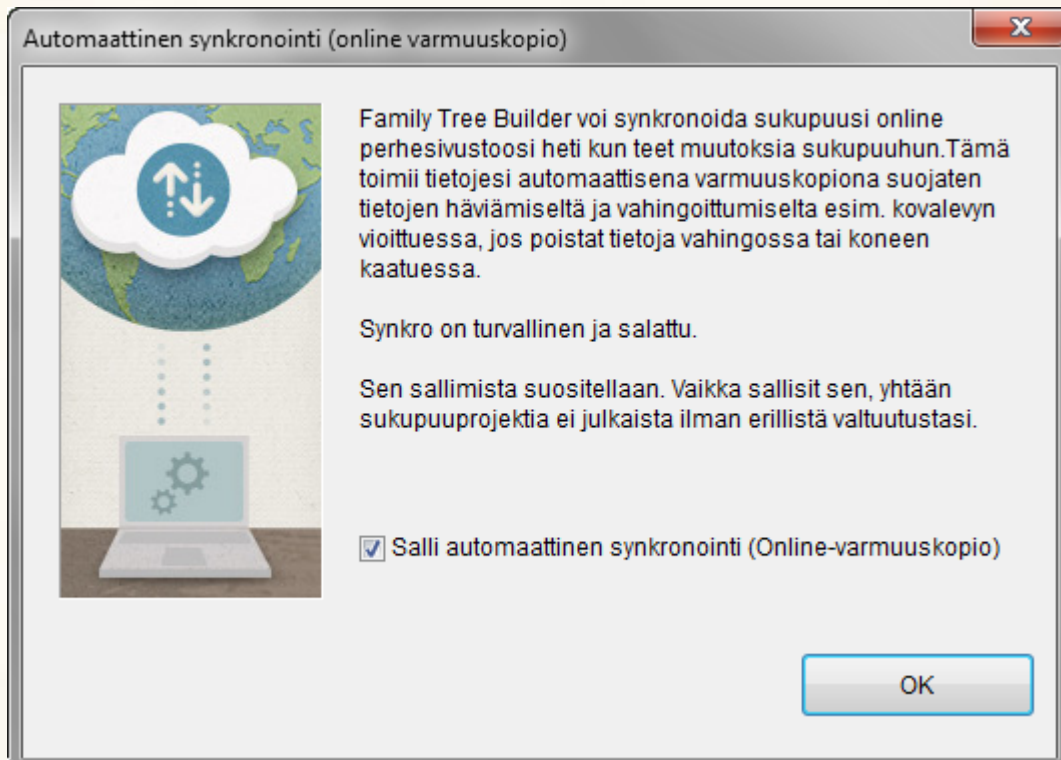 Automaattinen synkronointi (online varmuuskopio)
Family Tree Builder voi synkronoida sukupuusi online
perhesivustoosi heti kun teet muutoksia sukupuuhun.Tämä
toimii tietojesi automaattisena varmuuskopiona suojaten
tietojen häviämiseltä ja vahingoittumiselta esim. kovalevyn
vioittuessa, jos poistat tietoja vahingossa tai koneen
kaatuessa.
Synkro on turvallinen ja salattu.
Sen sallimista suositellaan. Vaikka sallisit sen, yhtään
sukupuuprojektia ei julkaista ilman erillistä valtuutustasi.
Salli automaattinen synkronointi (Online-varmuuskopio)
OK